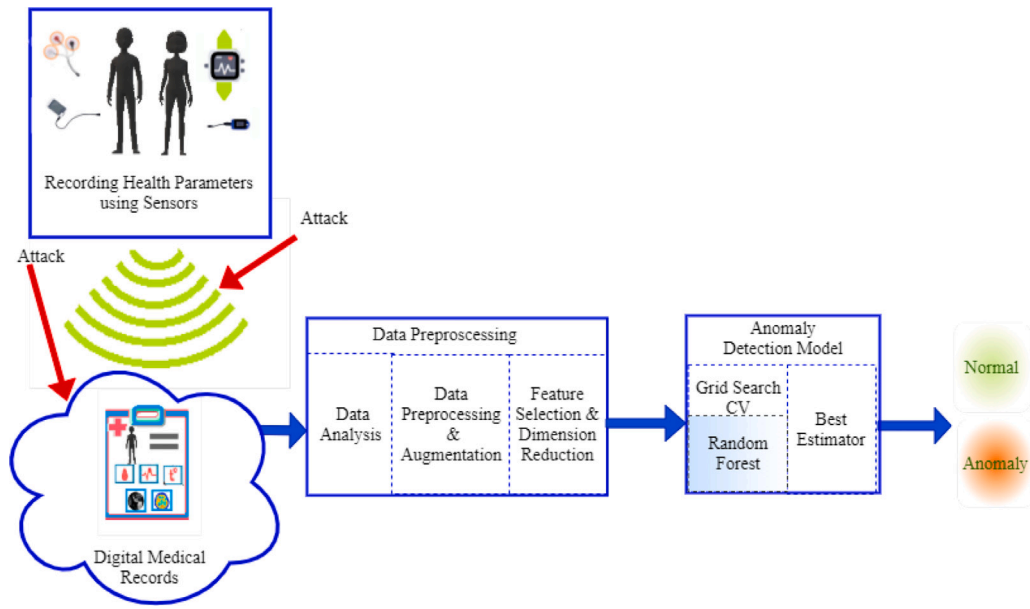 Recording Health Parameters
using Sensors
Attack
Attack
Digital Medical
Records
Data Preproscessing
Data
Analysis
Data
Preprocessing
&
Augmentation
Feature
Selection &
Dimension
Reduction
Anomaly
Detection Model
Grid Search
CV
Random
Forest
Best
Estimator
Normal
Anomaly